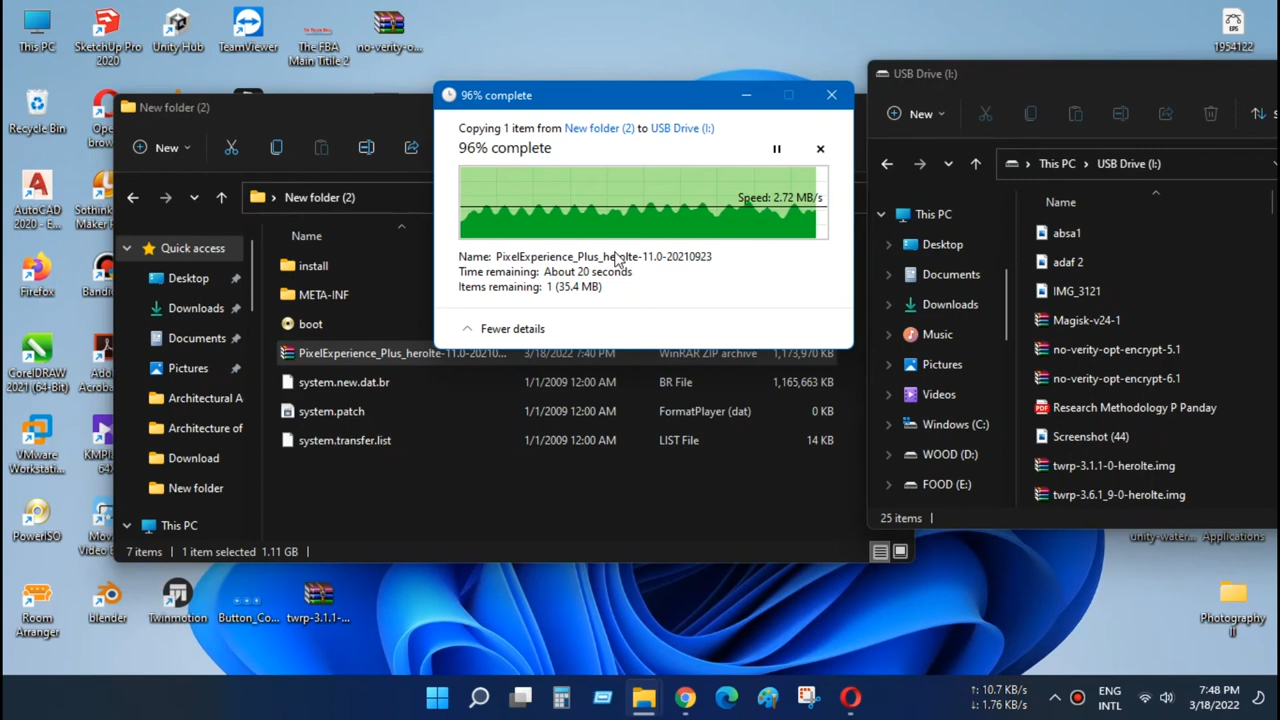 This PC
SketchUp Pro
2020
Unity Hub
TeamViewer
The FBA
Main Titile 2
no-verity-o...
1954122
Recycle Bin
AutoCAD
2020 - E...
Firefox
CorelDRAW
2021 (64-Bit)
VMware
Workstati...
PowerISO
Room
Arranger
blender
Twinmotion
Button_Co...
twrp-3.1.1-...
Applications
Photography
New folder (2)
New
New folder (2)
Quick access
Desktop
Downloads
Documents
Pictures
Architectural A
Architecture of
Download
New folder
This PC
Name
install
META-INF
boot
PixelExperience_Plus_herolte-11.0-20210... 3/18/2022 7:40 PM WinRAR ZIP archive 1,173,970 KB
system.new.dat.br 1/1/2009 12:00 AM BR File 1,165,663 KB
system.patch 1/1/2009 12:00 AM FormatPlayer (dat) 0 KB
system.transfer.list 1/1/2009 12:00 AM LIST File 14 KB
7 items 1 item selected 1.11 GB
96% complete
Copying 1 item from New folder (2) to USB Drive (I:)
96% complete
Speed: 2.72 MB/s
Name: PixelExperience_Plus_herolte-11.0-20210923
Time remaining: About 20 seconds
Items remaining: 1 (35.4 MB)
Fewer details
USB Drive (I:)
New
This PC
USB Drive (I:)
This PC
Desktop
Documents
Downloads
Music
Pictures
Videos
Windows (C:)
WOOD (D:)
FOOD (E:)
Name
absa1
adaf 2
IMG_3121
Magisk-v24-1
no-verity-opt-encrypt-5.1
no-verity-opt-encrypt-6.1
Research Methodology P Panday
Screenshot (44)
twrp-3.1.1-0-herolte.img
twrp-3.6.1_9-0-herolte.img
25 items
↑: 10.7 KB/s
↓: 1.76 KB/s
ENG
INTL
7:48 PM
3/18/2022